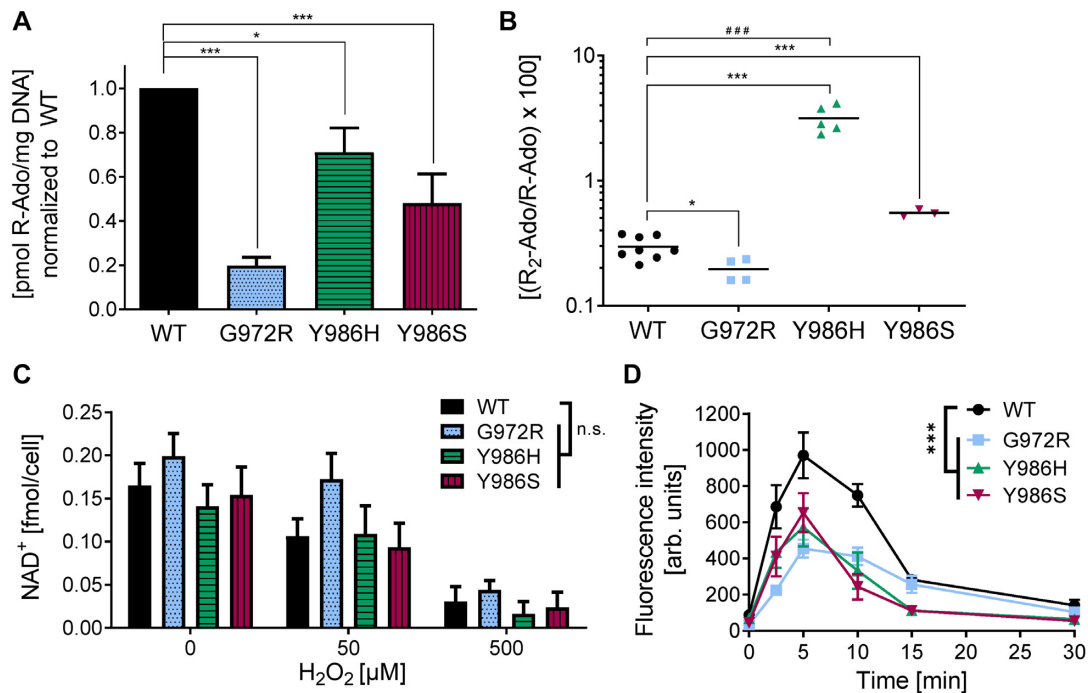 A
[pmol R-Ado/mg DNA]
normalized to WT
***
*
***
1.0
0.8
0.6
0.4
0.2
0.0
WT G972R Y986H Y986S
B
[(R₂-Ado/R-Ado) x 100]
###
***
***
*
10
1
0.1
WT G972R Y986H Y986S
C
NAD⁺ [fmol/cell]
0.25
0.20
0.15
0.10
0.05
0.00
0 50 500
H₂O₂ [µM]
WT
G972R
Y986H
Y986S
n.s.
D
Fluorescence intensity
[arb. units]
1200
1000
800
600
400
200
0
0 5 10 15 20 25 30
Time [min]
***
WT
G972R
Y986H
Y986S